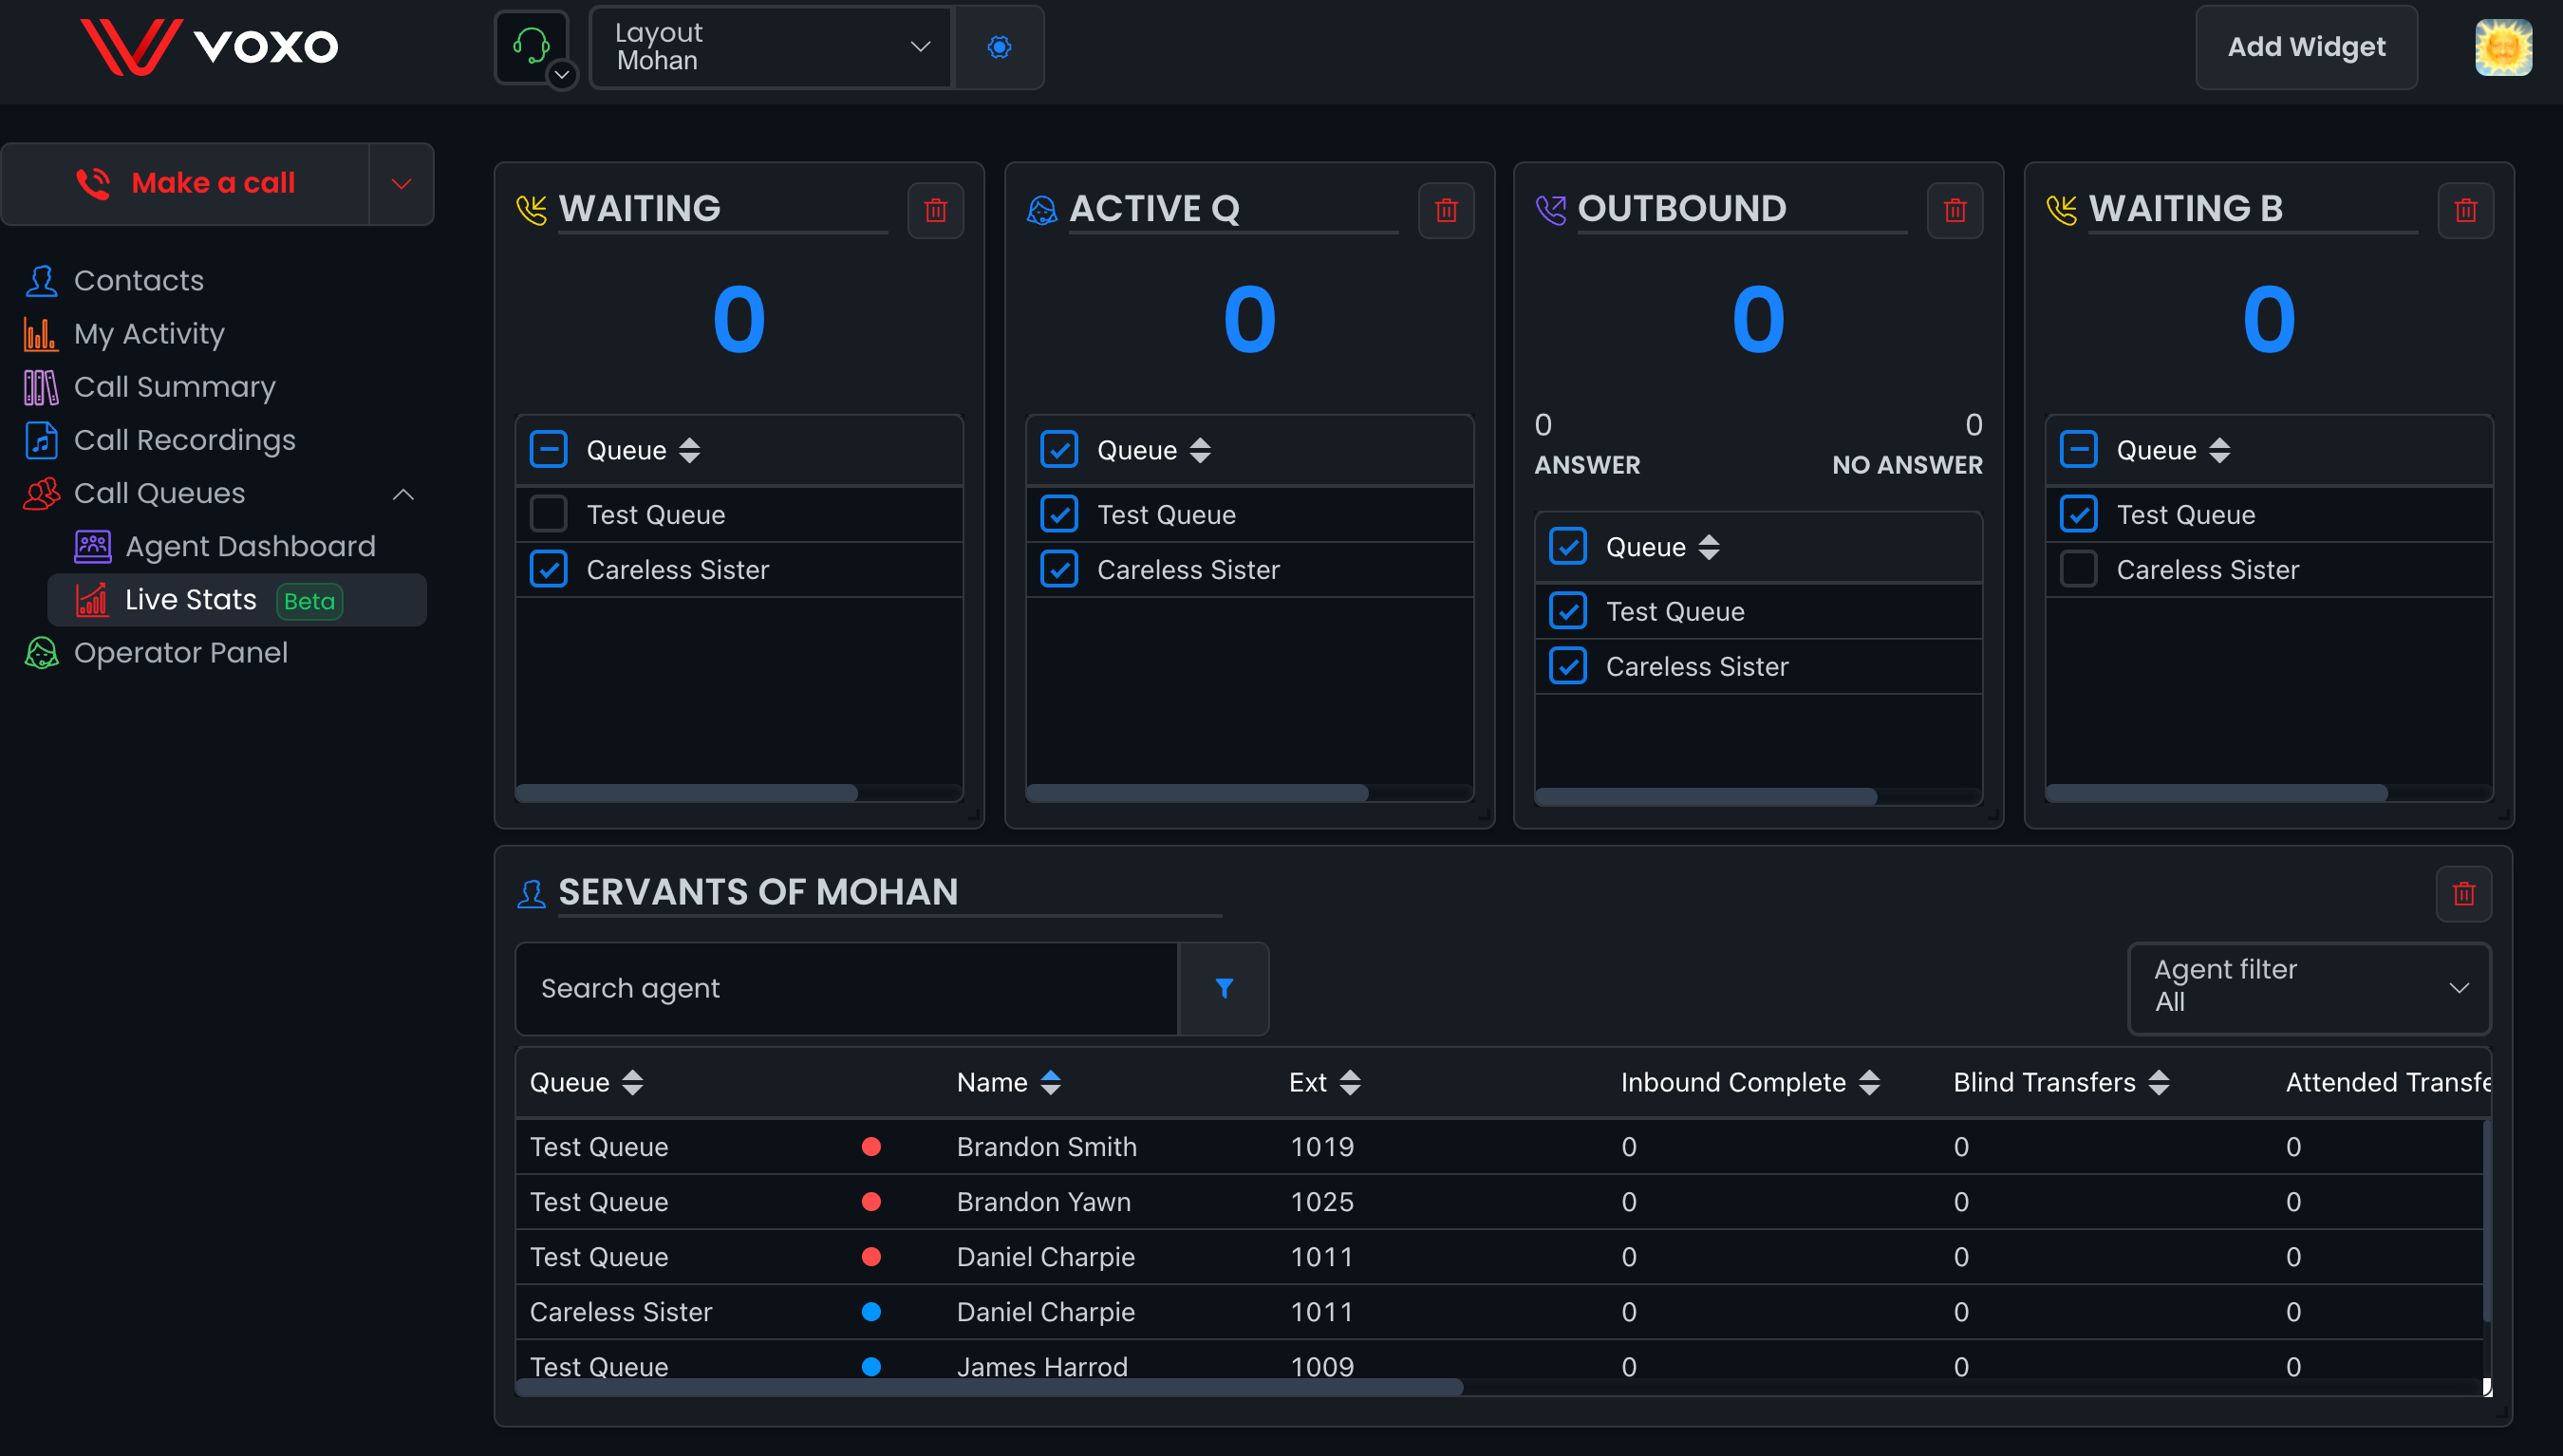 VOXO
Layout
Mohan
Add Widget
Make a call
Contacts
My Activity
Call Summary
Call Recordings
Call Queues
Agent Dashboard
Live Stats Beta
Operator Panel
WAITING
0
Queue
Test Queue
Careless Sister
ACTIVE Q
0
Queue
Test Queue
Careless Sister
OUTBOUND
0
0 0
ANSWER NO ANSWER
Queue
Test Queue
Careless Sister
WAITING B
0
Queue
Test Queue
Careless Sister
SERVANTS OF MOHAN
Search agent
Agent filter
All
Queue Name Ext Inbound Complete Blind Transfers Attended Transfe
Test Queue Brandon Smith 1019 0 0 0
Test Queue Brandon Yawn 1025 0 0 0
Test Queue Daniel Charpie 1011 0 0 0
Careless Sister Daniel Charpie 1011 0 0 0
Test Queue James Harrod 1009 0 0 0